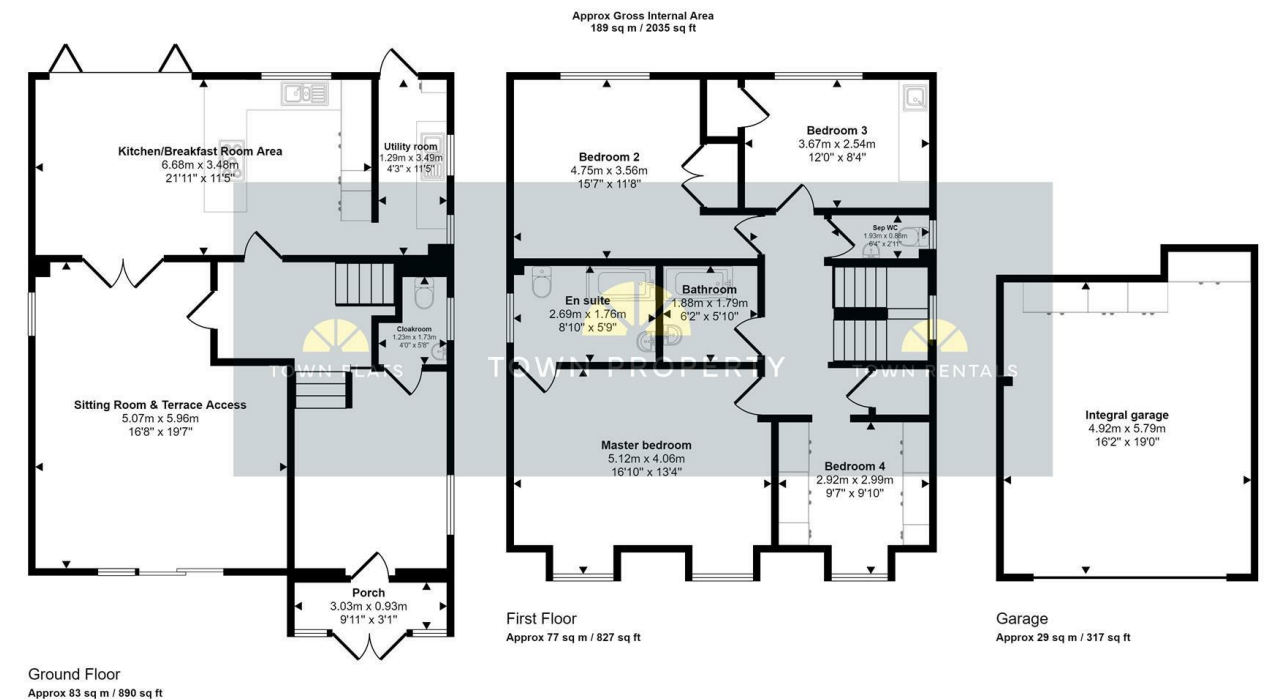 Approx Gross Internal Area
189 sq m / 2035 sq ft
Kitchen/Breakfast Room Area
6.68m x 3.48m
21'11" x 11'5"
Utility room
1.29m x 3.49m
4'3" x 11'5"
Cloakroom
1.23m x 1.73m
4'0" x 5'8"
Sitting Room & Terrace Access
5.07m x 5.96m
16'8" x 19'7"
Porch
3.03m x 0.93m
9'11" x 3'1"
Ground Floor
Approx 83 sq m / 890 sq ft
Bedroom 2
4.75m x 3.56m
15'7" x 11'8"
Bedroom 3
3.67m x 2.54m
12'0" x 8'4"
Sep WC
1.93m x 0.88m
6'4" x 2'11"
En suite
2.69m x 1.76m
8'10" x 5'9"
Bathroom
1.88m x 1.79m
6'2" x 5'10"
Master bedroom
5.12m x 4.06m
16'10" x 13'4"
Bedroom 4
2.92m x 2.99m
9'7" x 9'10"
First Floor
Approx 77 sq m / 827 sq ft
Integral garage
4.92m x 5.79m
16'2" x 19'0"
Garage
Approx 29 sq m / 317 sq ft
TOWN FLATS
TOWN PROPERTY
TOWN RENTALS